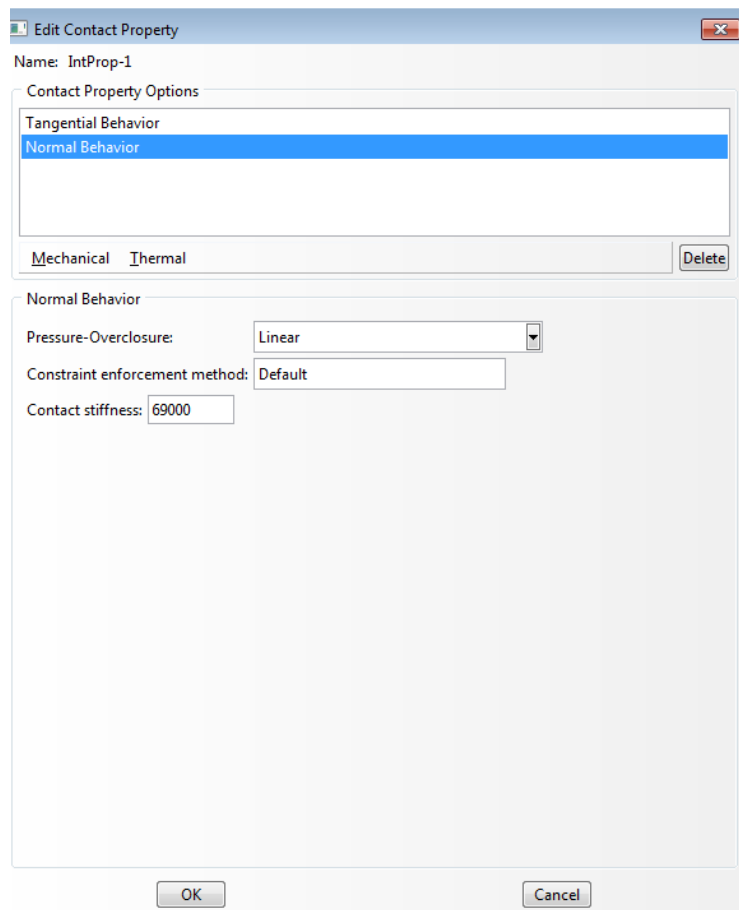 Edit Contact Property
Name: IntProp-1
Contact Property Options
Tangential Behavior
Normal Behavior
Mechanical Thermal Delete
Normal Behavior
Pressure-Overclosure: Linear
Constraint enforcement method: Default
Contact stiffness: 69000
OK Cancel